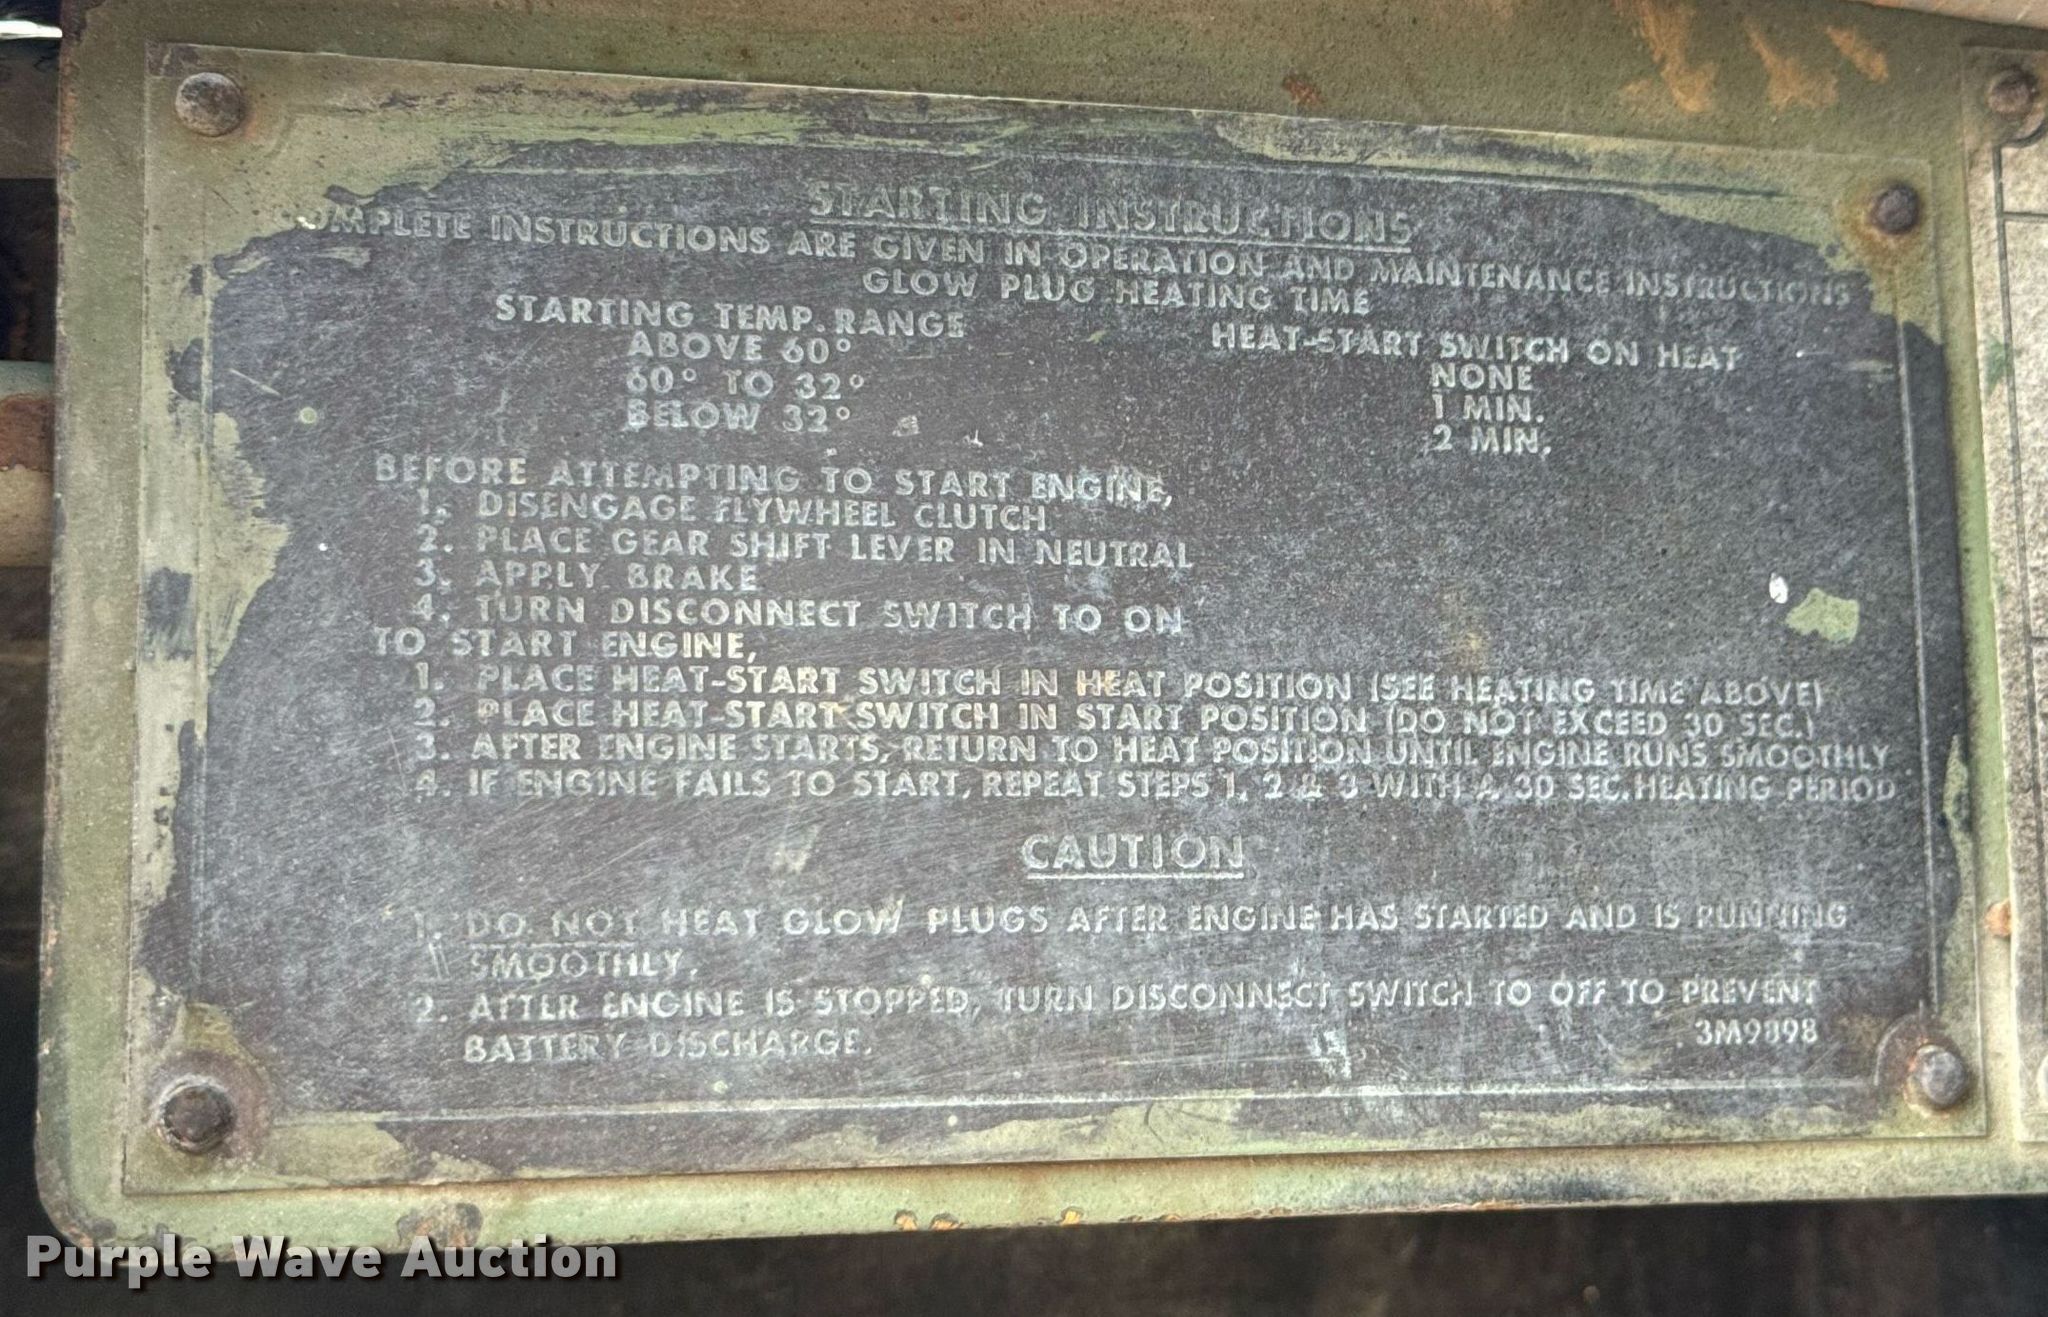 STARTING INSTRUCTIONS
COMPLETE INSTRUCTIONS ARE GIVEN IN OPERATION AND MAINTENANCE INSTRUCTIONS
GLOW PLUG HEATING TIME
STARTING TEMP. RANGE HEAT-START SWITCH ON HEAT
ABOVE 60° NONE
60° TO 32° 1 MIN.
BELOW 32° 2 MIN.
BEFORE ATTEMPTING TO START ENGINE,
1. DISENGAGE FLYWHEEL CLUTCH
2. PLACE GEAR SHIFT LEVER IN NEUTRAL
3. APPLY BRAKE
4. TURN DISCONNECT SWITCH TO ON
TO START ENGINE,
1. PLACE HEAT-START SWITCH IN HEAT POSITION (SEE HEATING TIME ABOVE)
2. PLACE HEAT-START SWITCH IN START POSITION (DO NOT EXCEED 30 SEC.)
3. AFTER ENGINE STARTS, RETURN TO HEAT POSITION UNTIL ENGINE RUNS SMOOTHLY
4. IF ENGINE FAILS TO START, REPEAT STEPS 1, 2 & 3 WITH A 30 SEC. HEATING PERIOD
CAUTION
1. DO NOT HEAT GLOW PLUGS AFTER ENGINE HAS STARTED AND IS RUNNING
SMOOTHLY.
2. AFTER ENGINE IS STOPPED, TURN DISCONNECT SWITCH TO OFF TO PREVENT
BATTERY DISCHARGE.
3M9898
Purple Wave Auction